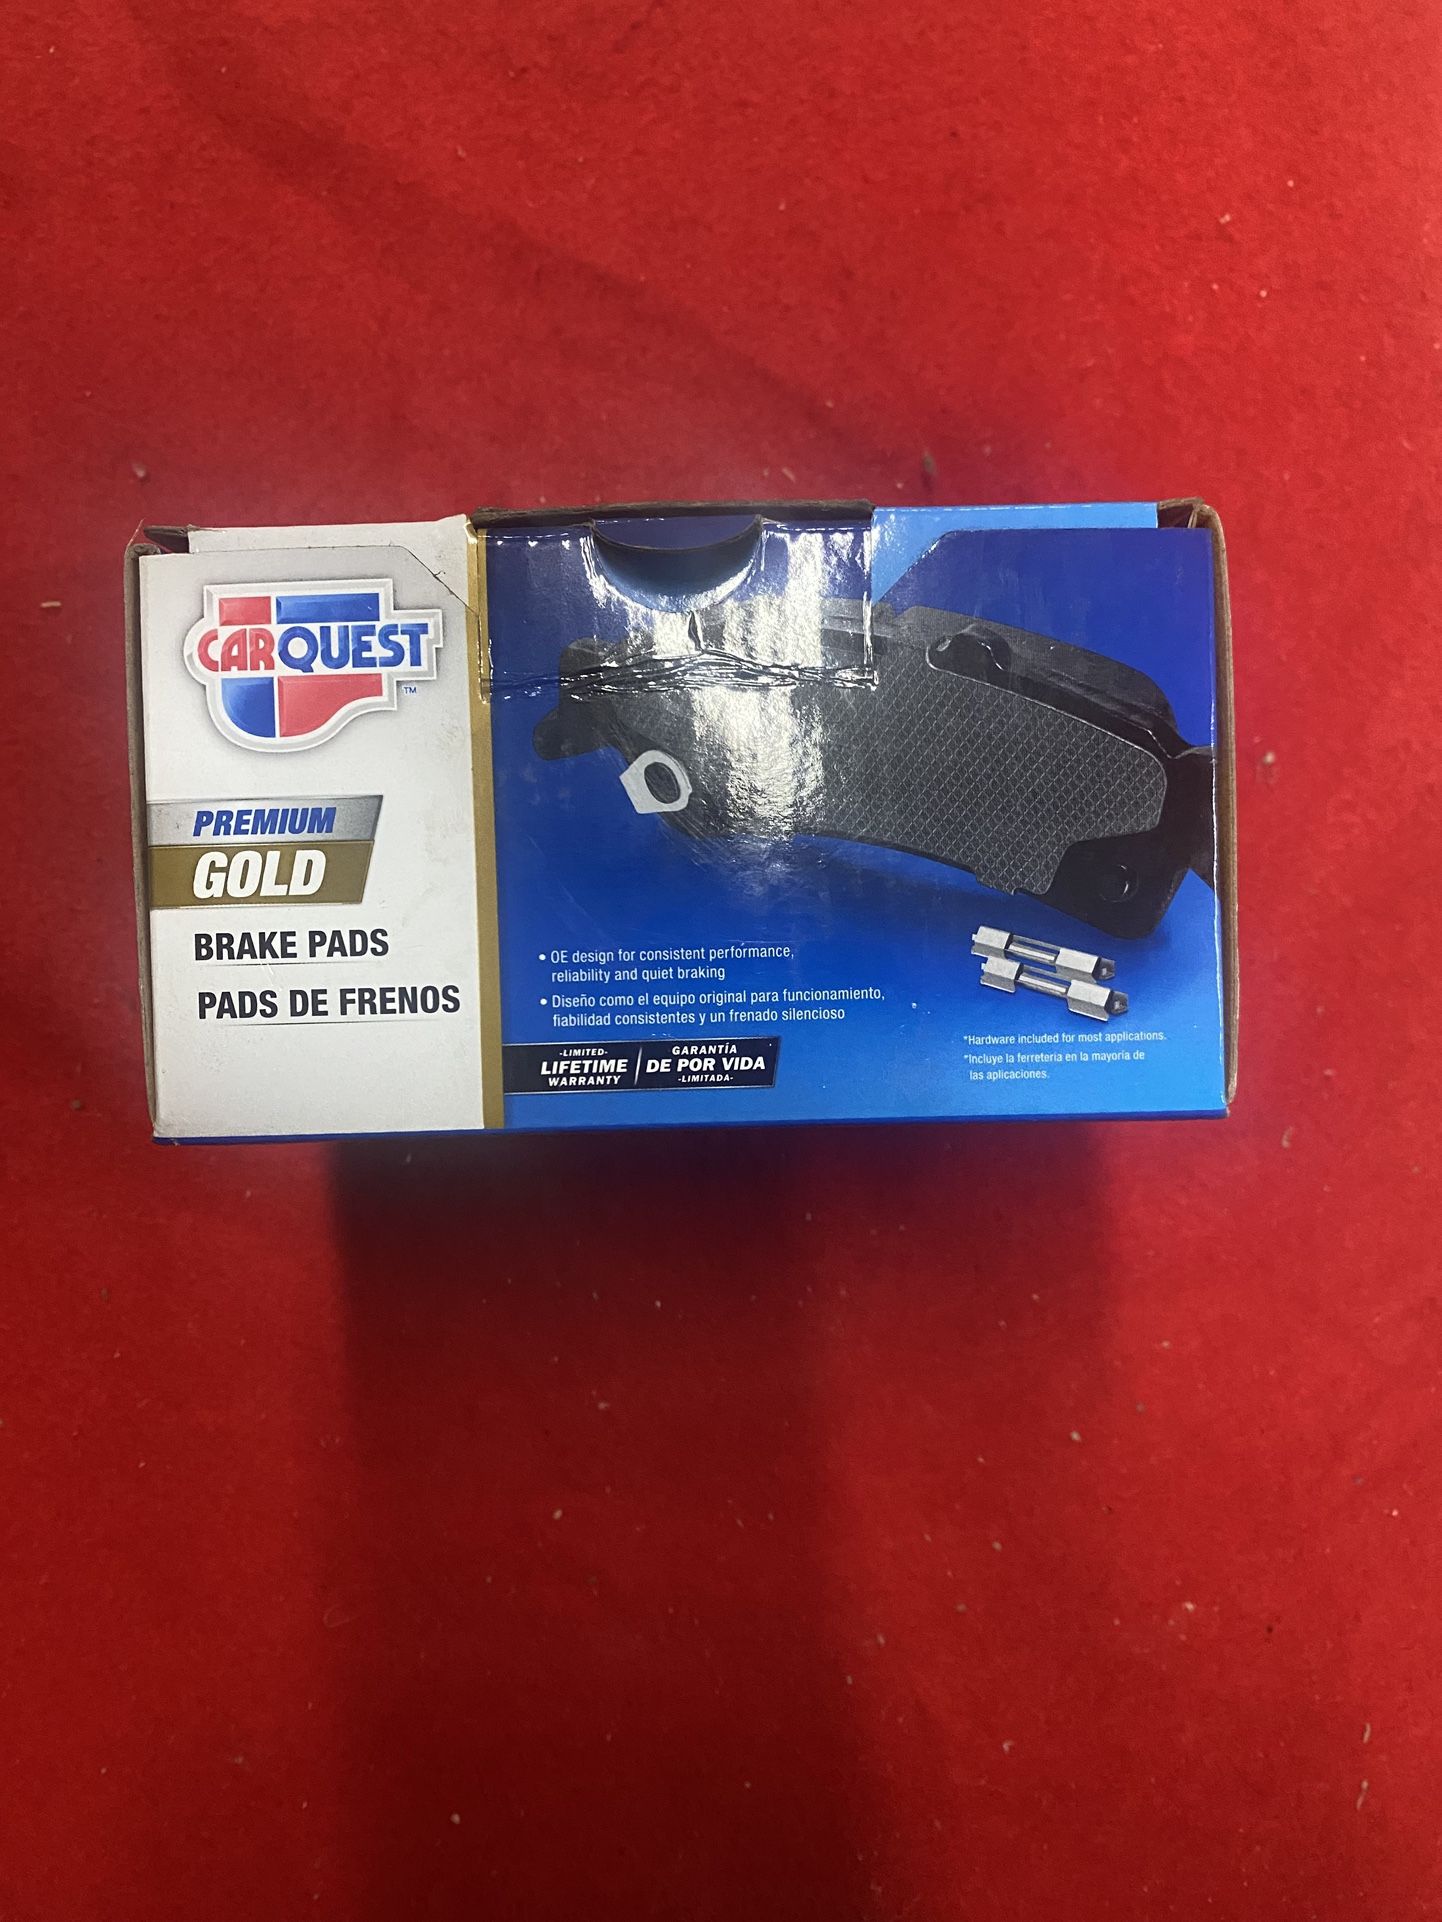 CARQUEST
TM
PREMIUM
GOLD
BRAKE PADS
PADS DE FRENOS
• OE design for consistent performance,
reliability and quiet braking
• Diseño como el equipo original para funcionamiento,
fiabilidad consistentes y un frenado silencioso
-LIMITED-
LIFETIME
WARRANTY
GARANTÍA
DE POR VIDA
-LIMITADA-
*Hardware included for most applications.
*Incluye la ferretería en la mayoría de
las aplicaciones.